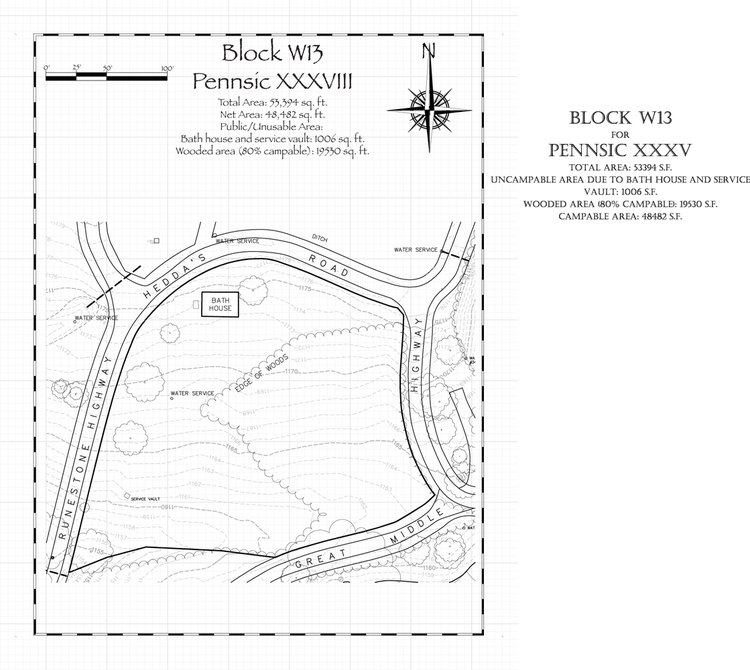 Block W13
Pennsic XXXVIII
0' 25' 50' 100'
Total Area: 53,394 sq. ft.
Net Area: 48,482 sq. ft.
Public/Unusable Area:
Bath house and service vault: 1006 sq. ft.
Wooded area (80% campable): 19530 sq. ft.
N
BLOCK W13
FOR
PENNSIC XXXV
TOTAL AREA: 53394 S.F.
UNCAMPABLE AREA DUE TO BATH HOUSE AND SERVICE
VAULT: 1006 S.F.
WOODED AREA (80% CAMPABLE): 19530 S.F.
CAMPABLE AREA: 48482 S.F.
WATER SERVICE
DITCH
WATER SERVICE
HEDDA'S ROAD
1175
BATH
HOUSE
WATER SERVICE
HIGHWAY
EDGE OF WOODS
1170
WATER SERVICE
RUNESTONE HIGHWAY
1165
SERVICE VAULT
1160
1155
GREAT MIDDLE
1160